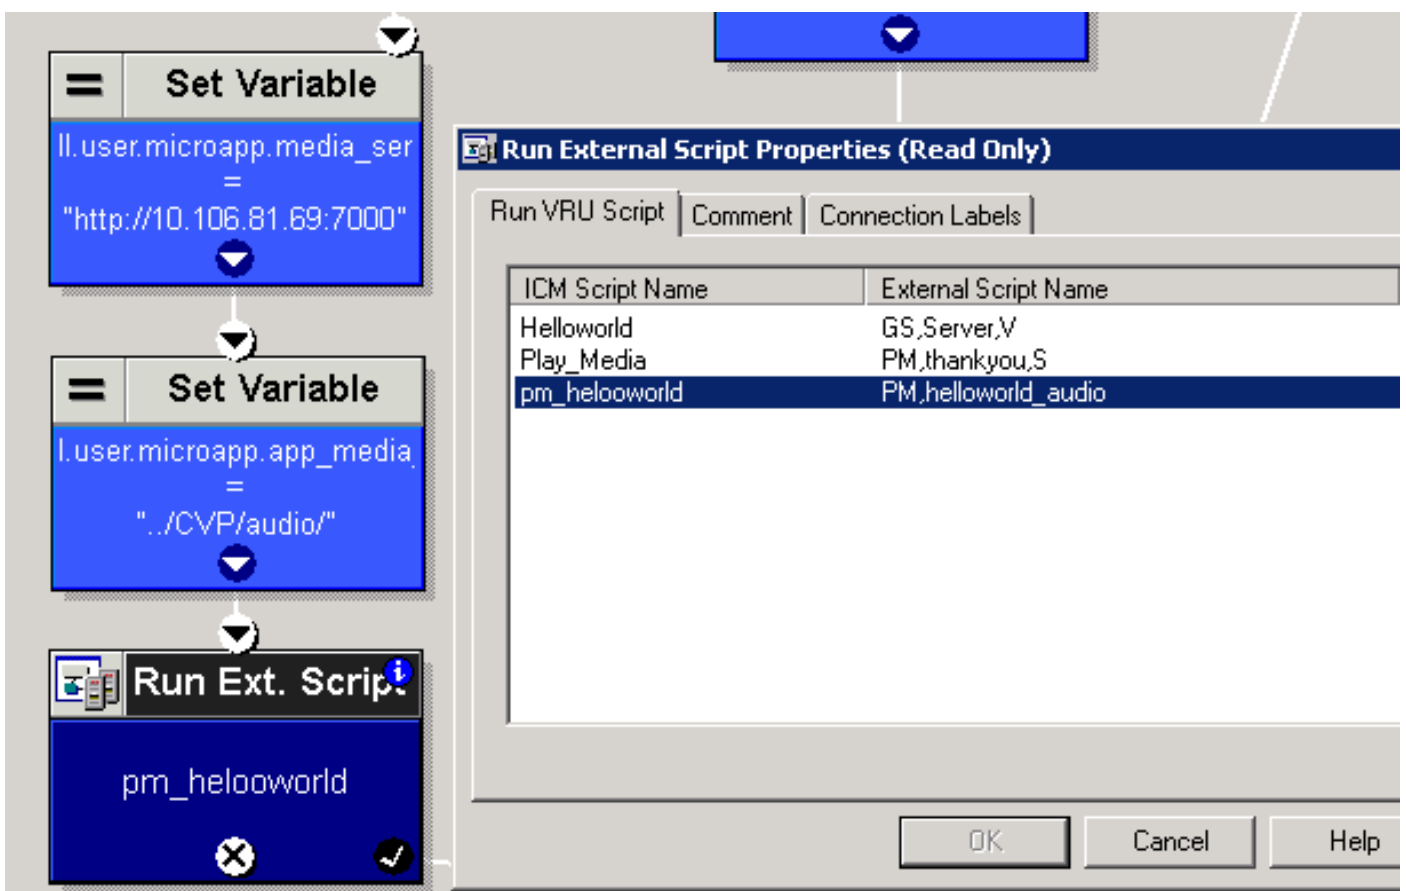 =
Set Variable
ll.user.microapp.media_ser
=
"http://10.106.81.69:7000"
=
Set Variable
l.user.microapp.app_media_
=
"../CVP/audio/"
Run Ext. Script
pm_helooworld
Run External Script Properties (Read Only)
Run VRU Script Comment Connection Labels
ICM Script Name External Script Name
Helloworld GS,Server,V
Play_Media PM,thankyou,S
pm_helooworld PM,helloworld_audio
OK Cancel Help